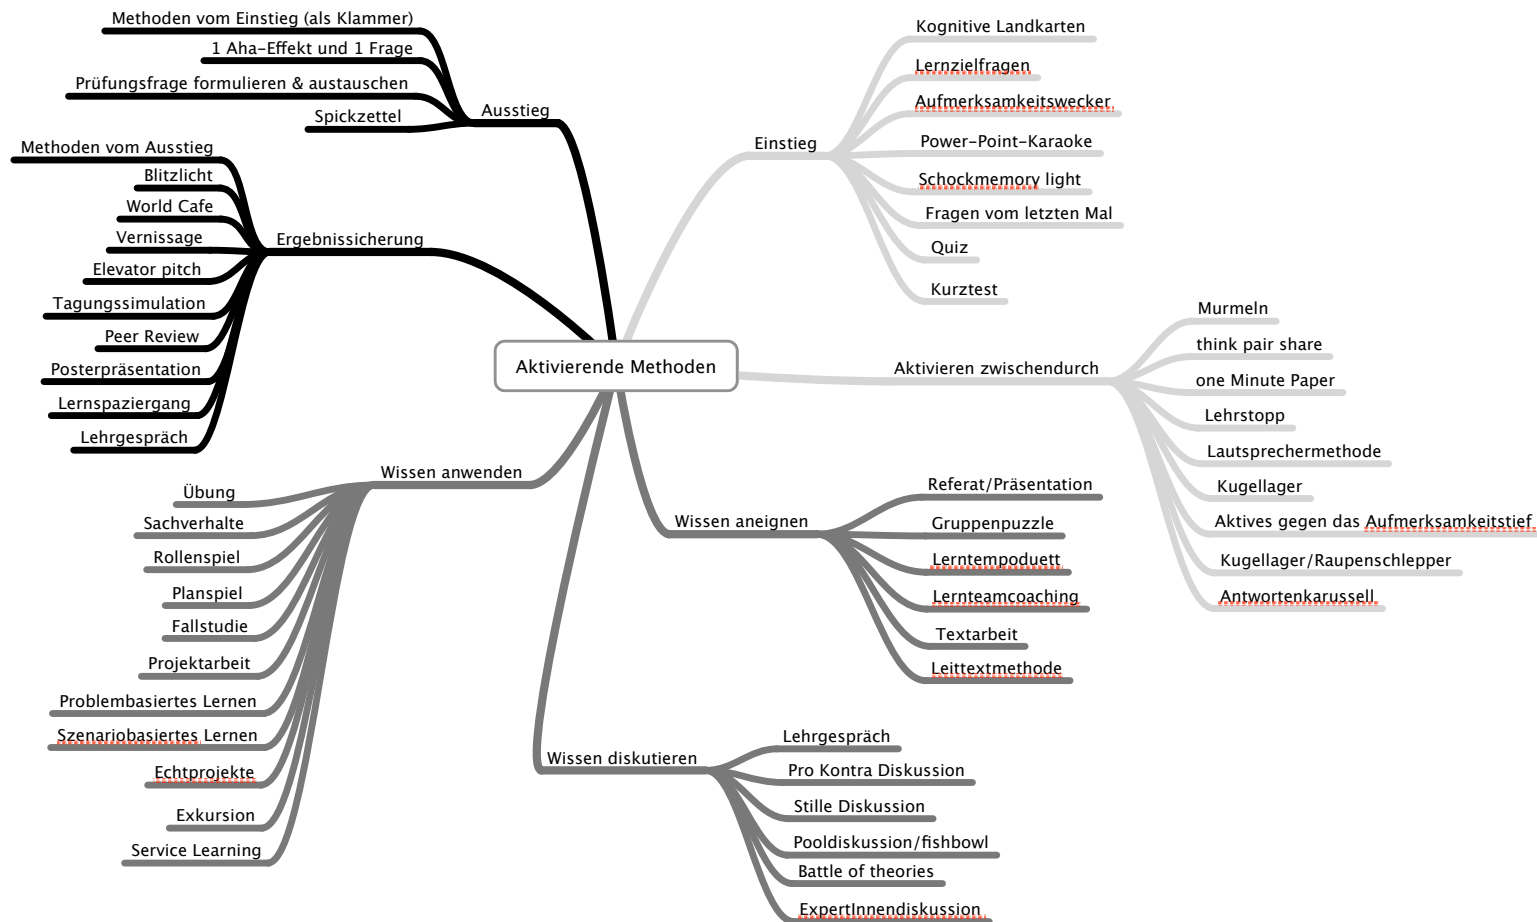 Aktivierende Methoden
Einstieg
Kognitive Landkarten
Lernzielfragen
Aufmerksamkeitswecker
Power-Point-Karaoke
Schockmemory light
Fragen vom letzten Mal
Quiz
Kurztest
Aktivieren zwischendurch
Murmeln
think pair share
one Minute Paper
Lehrstopp
Lautsprechermethode
Kugellager
Aktives gegen das Aufmerksamkeitstief
Kugellager/Raupenschlepper
Antwortenkarussell
Wissen aneignen
Referat/Präsentation
Gruppenpuzzle
Lerntempoduett
Lernteamcoaching
Textarbeit
Leittextmethode
Wissen diskutieren
Lehrgespräch
Pro Kontra Diskussion
Stille Diskussion
Pooldiskussion/fishbowl
Battle of theories
ExpertInnendiskussion
Wissen anwenden
Übung
Sachverhalte
Rollenspiel
Planspiel
Fallstudie
Projektarbeit
Problembasiertes Lernen
Szenariobasiertes Lernen
Echtprojekte
Exkursion
Service Learning
Ergebnissicherung
Methoden vom Ausstieg
Blitzlicht
World Cafe
Vernissage
Elevator pitch
Tagungssimulation
Peer Review
Posterpräsentation
Lernspaziergang
Lehrgespräch
Ausstieg
Methoden vom Einstieg (als Klammer)
1 Aha-Effekt und 1 Frage
Prüfungsfrage formulieren & austauschen
Spickzettel